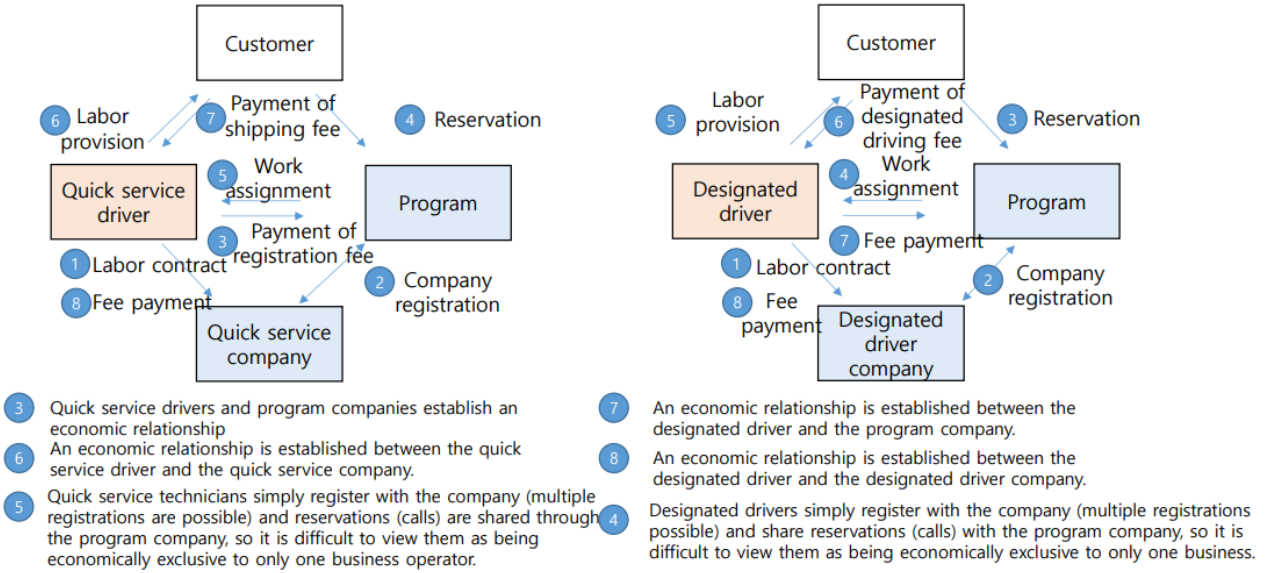 Customer
6 Labor
provision
7 Payment of
shipping fee
4 Reservation
Quick service
driver
5 Work
assignment
Program
3 Payment of
registration fee
1 Labor contract
8 Fee payment
2 Company
registration
Quick service
company
3 Quick service drivers and program companies establish an
economic relationship
6 An economic relationship is established between the quick
service driver and the quick service company.
5 Quick service technicians simply register with the company (multiple
registrations are possible) and reservations (calls) are shared through
the program company, so it is difficult to view them as being
economically exclusive to only one business operator.
Customer
5 Labor
provision
6 Payment of
designated
driving fee
3 Reservation
Designated
driver
4 Work
assignment
Program
7 Fee payment
1 Labor contract
8 Fee
payment
2 Company
registration
Designated
driver
company
7 An economic relationship is established between the
designated driver and the program company.
8 An economic relationship is established between the
designated driver and the designated driver company.
4 Designated drivers simply register with the company (multiple registrations
possible) and share reservations (calls) with the program company, so it is
difficult to view them as being economically exclusive to only one business.